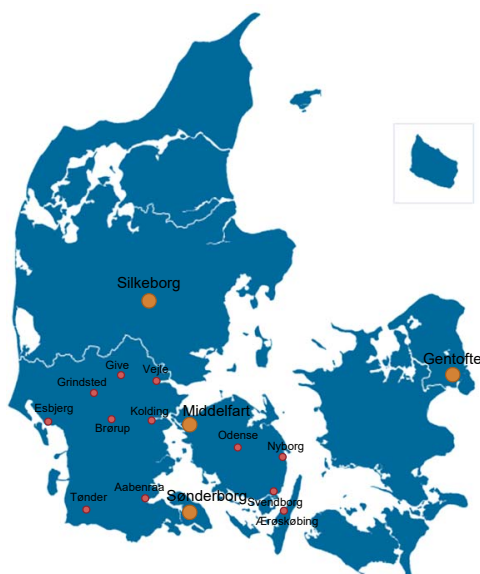 Silkeborg
Gentofte
Give
Vejle
Grindsted
Esbjerg
Kolding
Middelfart
Brørup
Odense
Nyborg
Aabenraa
Tønder
Sønderborg
Svendborg
Ærøskøbing